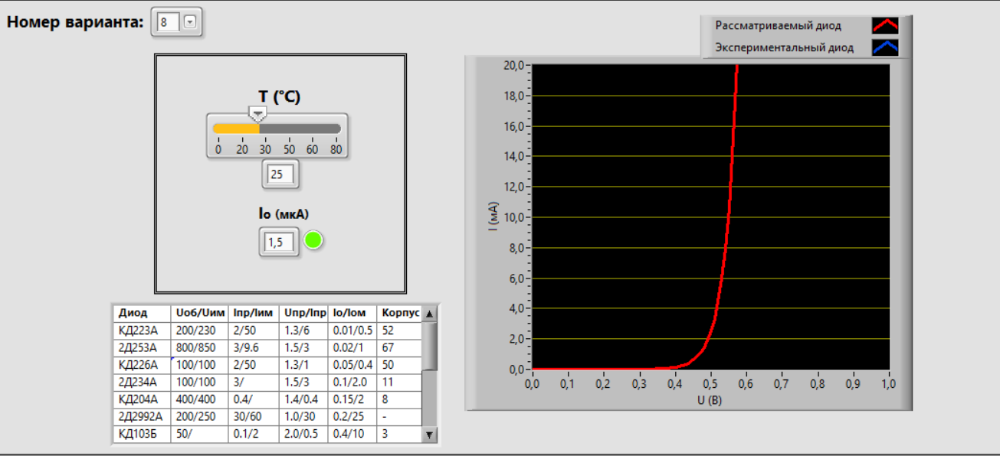 Номер варианта: 8
T (°C)
0 20 30 50 60 80
25
Iо (мкА)
1,5
Диод Uоб/Uим Iпр/Iим Uпр/Iпр Iо/Iом Корпус
КД223А 200/230 2/50 1.3/6 0.01/0.5 52
2Д253А 800/850 3/9.6 1.5/3 0.02/1 67
КД226А 100/100 2/50 1.3/1 0.05/0.4 50
2Д234А 100/100 3/ 1.5/3 0.1/2.0 11
КД204А 400/400 0.4/ 1.4/0.4 0.15/2 8
2Д2992А 200/250 30/60 1.0/30 0.2/25 -
КД103Б 50/ 0.1/2 2.0/0.5 0.4/10 3
Рассматриваемый диод
Экспериментальный диод
20,0
18,0
16,0
14,0
12,0
10,0
8,0
6,0
4,0
2,0
0,0
I (мА)
0,0 0,1 0,2 0,3 0,4 0,5 0,6 0,7 0,8 0,9 1,0
U (В)